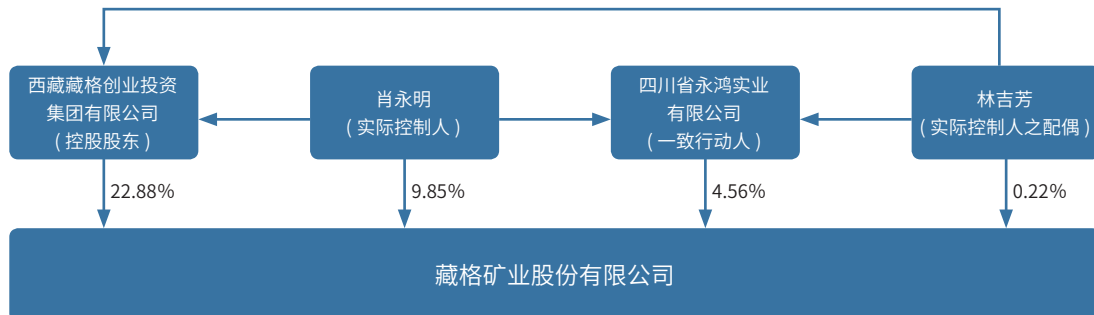 西藏藏格创业投资
集团有限公司
（控股股东）
肖永明
（实际控制人）
四川省永鸿实业
有限公司
（一致行动人）
林吉芳
（实际控制人之配偶）
22.88%
9.85%
4.56%
0.22%
藏格矿业股份有限公司